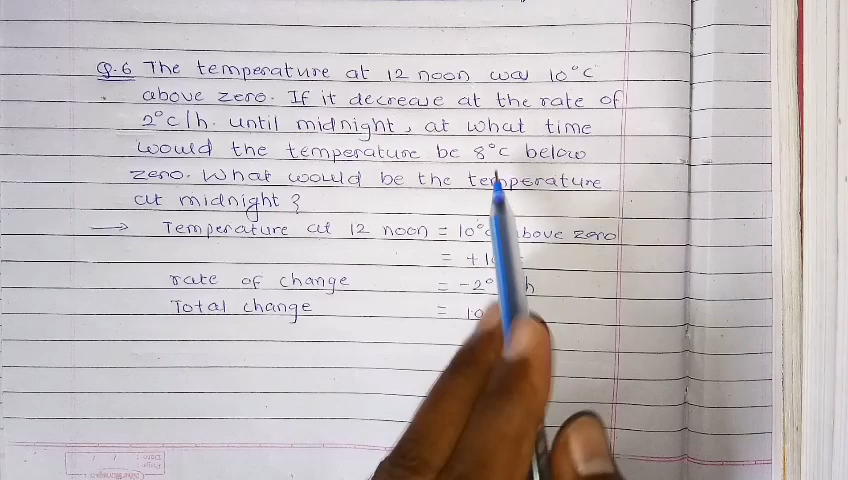 Q.6 The temperature at 12 noon was 10°C
above zero. If it decrease at the rate of
2°C/h. until midnight, at what time
would the temperature be 8°C below
zero. What would be the temperature
at midnight?
→ Temperature at 12 noon = 10°C above zero
= +1
rate of change = -2° h
Total change = 10
Page
Date : / /